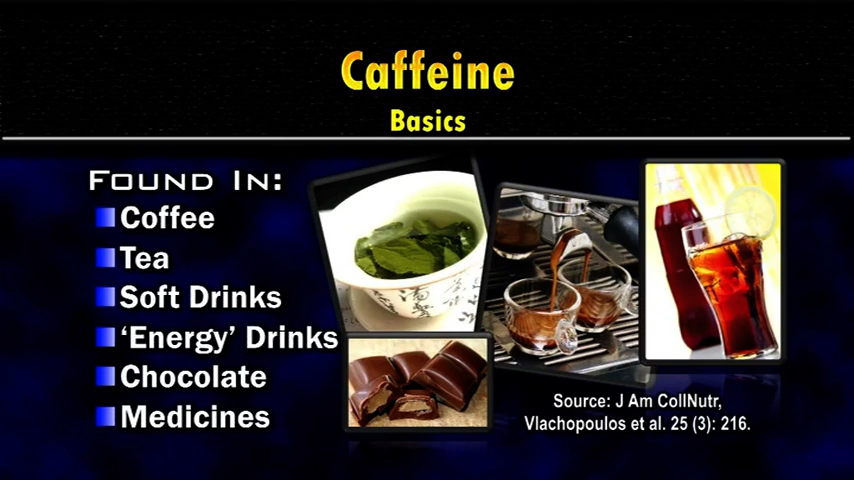 Caffeine
Basics
Found In:
Coffee
Tea
Soft Drinks
‘Energy’ Drinks
Chocolate
Medicines
Source: J Am CollNutr,
Vlachopoulos et al. 25 (3): 216.